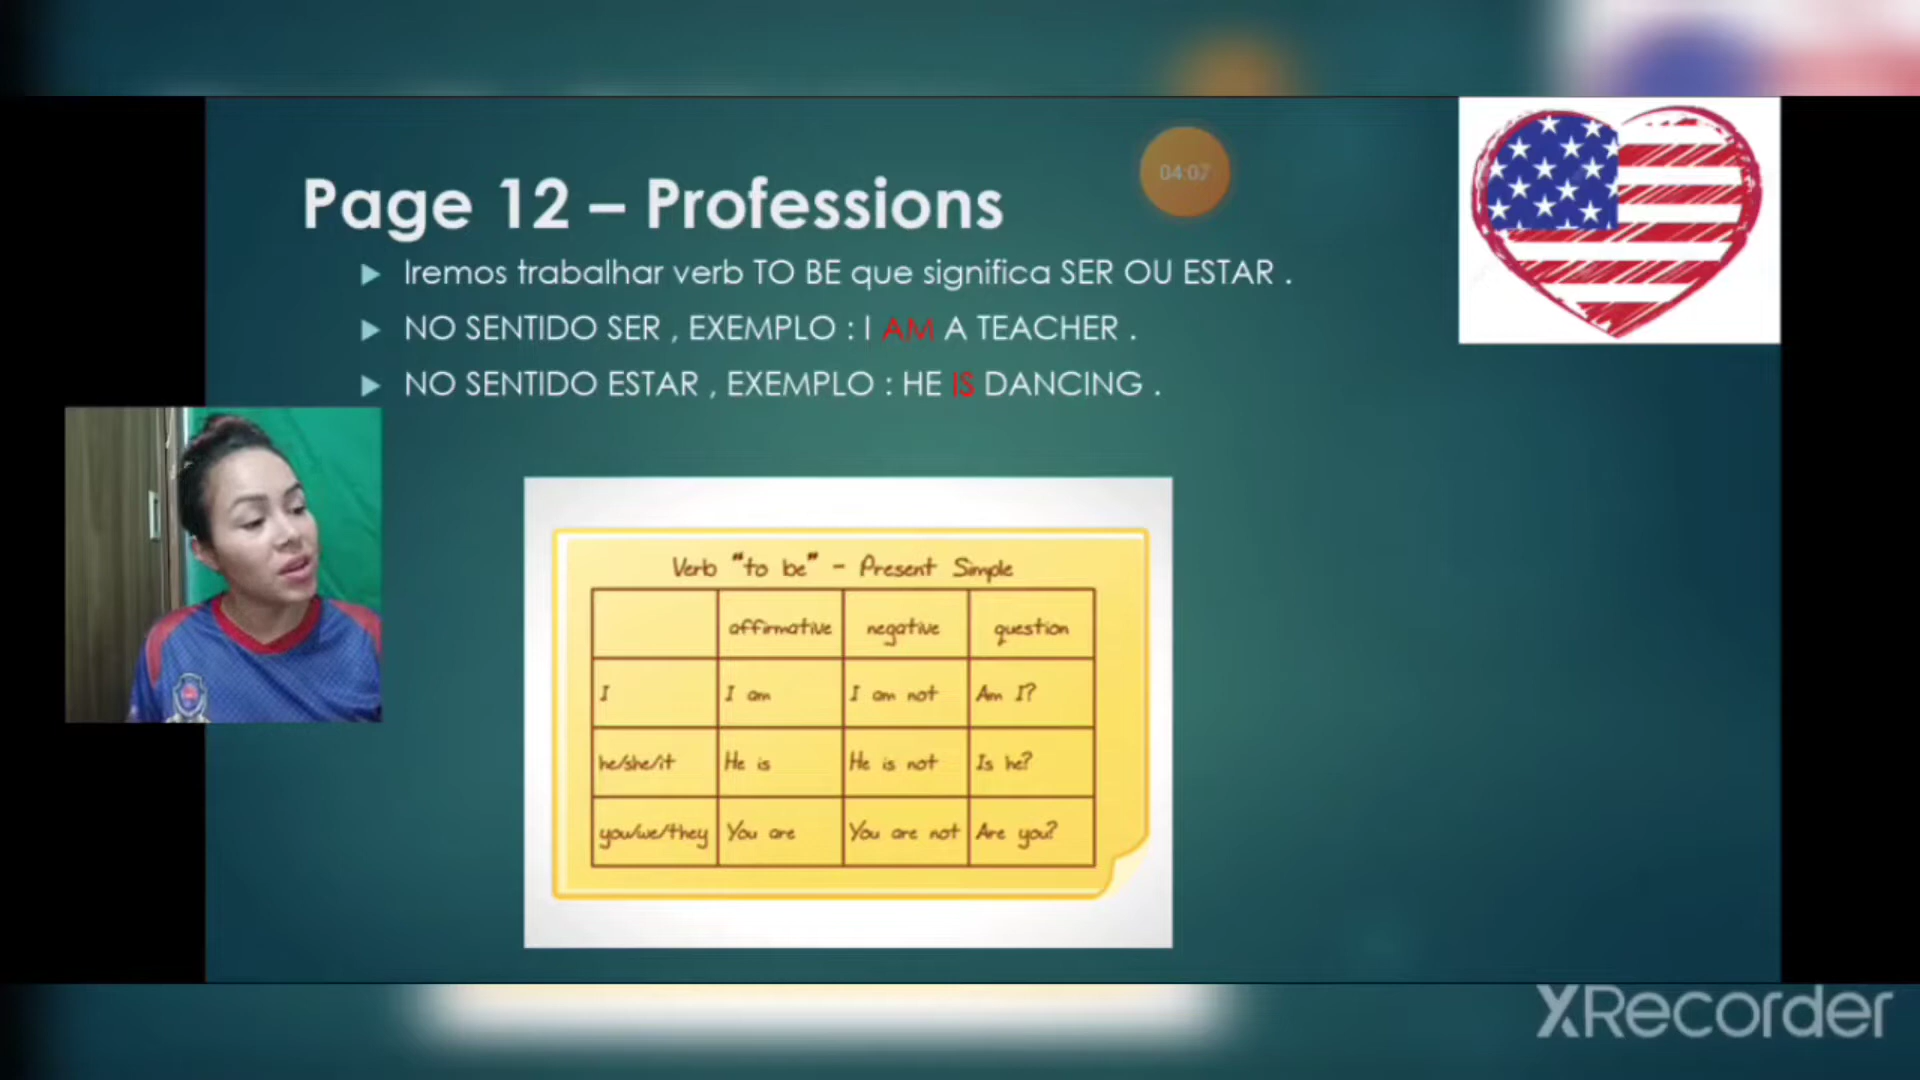 04:07
Page 12 – Professions
Iremos trabalhar verb TO BE que significa SER OU ESTAR .
NO SENTIDO SER , EXEMPLO : I AM A TEACHER .
NO SENTIDO ESTAR , EXEMPLO : HE IS DANCING .
Verb "to be" - Present Simple
affirmative negative question
I I am I am not Am I?
he/she/it He is He is not Is he?
you/we/they You are You are not Are you?
XRecorder